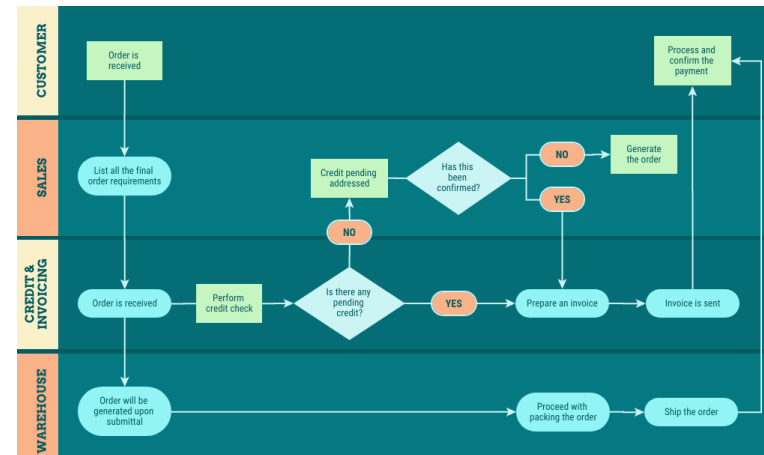 CUSTOMER
Order is
received
Process and
confirm the
payment
SALES
List all the final
order requirements
Credit pending
addressed
Has this
been
confirmed?
NO
YES
Generate
the order
NO
CREDIT &
INVOICING
Order is received
Perform
credit check
Is there any
pending
credit?
YES
Prepare an invoice
Invoice is sent
WAREHOUSE
Order will be
generated upon
submittal
Proceed with
packing the order
Ship the order